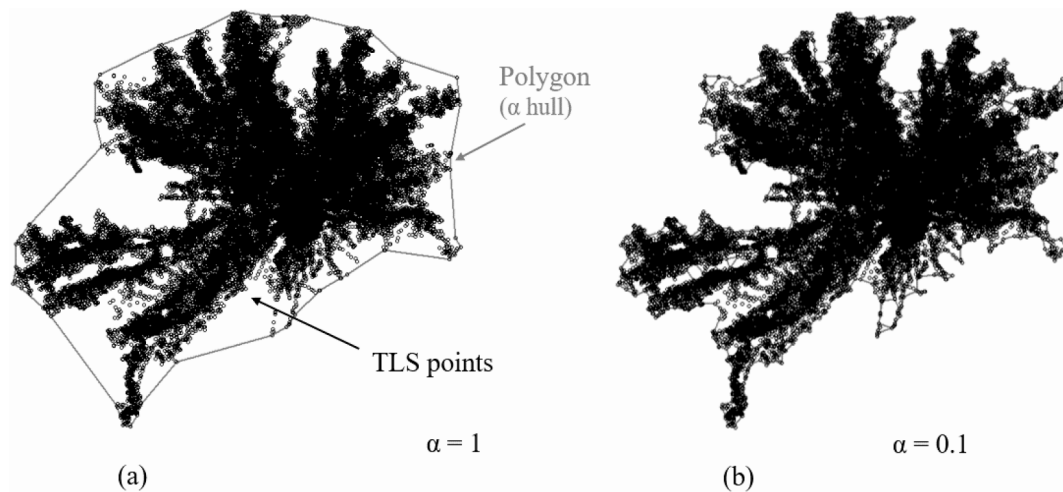 Polygon
(α hull)
TLS points
α = 1
α = 0.1
(a)
(b)